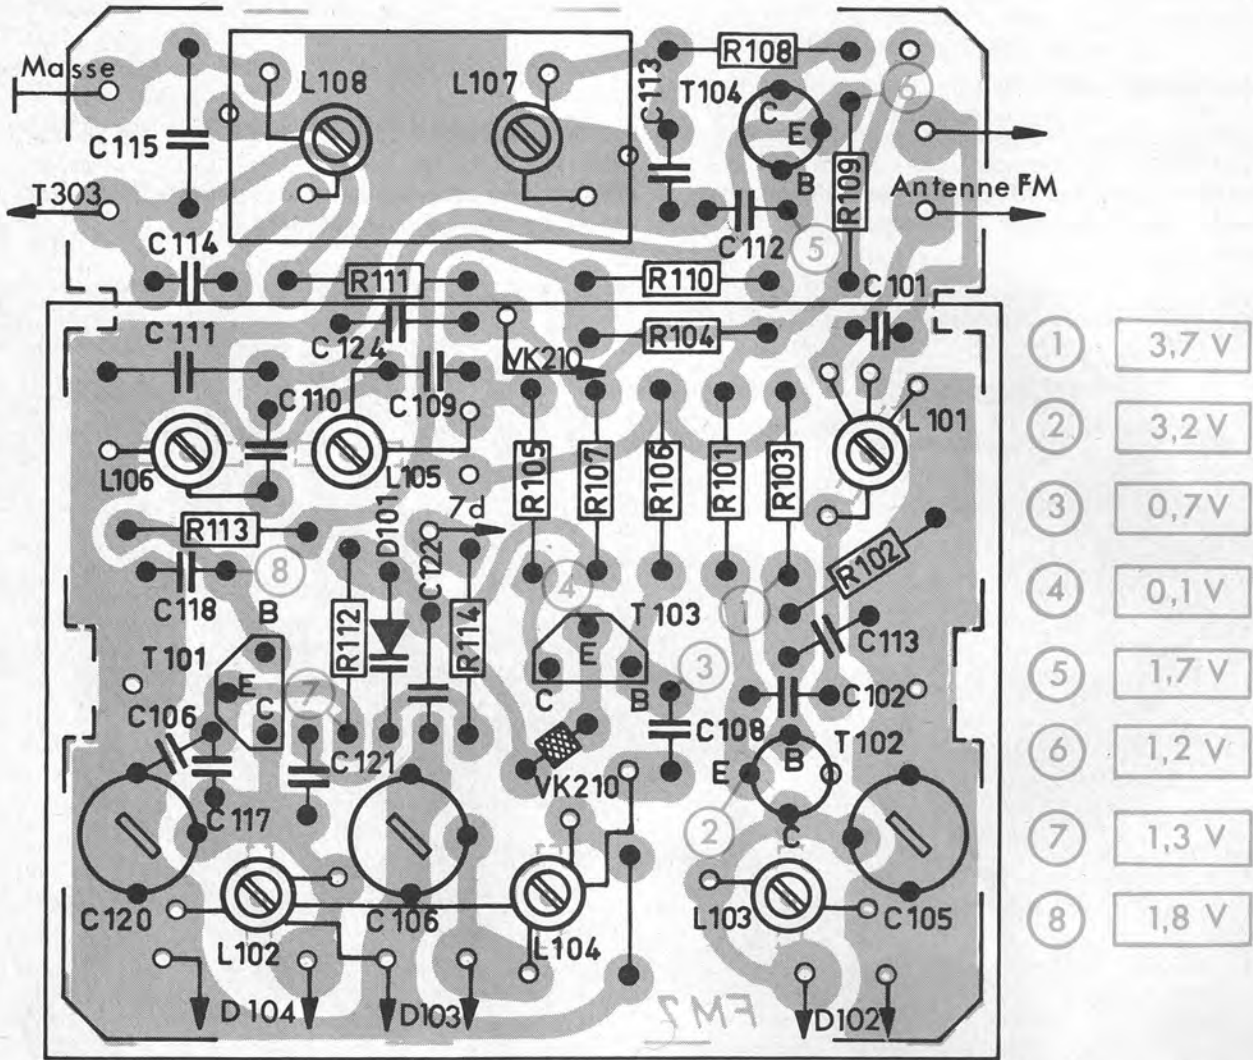 Masse
L108
L107
C113
R108
T104
C
E
B
6
C115
R109
T303
Antenne FM
C114
C112
5
R111
R110
C101
C111
C124
VK210
R104
1 3,7 V
C110
C109
L101
2 3,2 V
L106
L105
R105
R107
R106
R101
R103
7d
D101
3 0,7 V
R113
C122
R102
8
4
C118
B
R112
R114
T103
1
4 0,1 V
C113
T101
E
C
7
E
C
B
3
C102
5 1,7 V
C106
C121
C108
T102
B
E
C
6 1,2 V
VK210
C117
2
7 1,3 V
C120
C106
L103
C105
8 1,8 V
L102
L104
D104
D103
FM7
D102